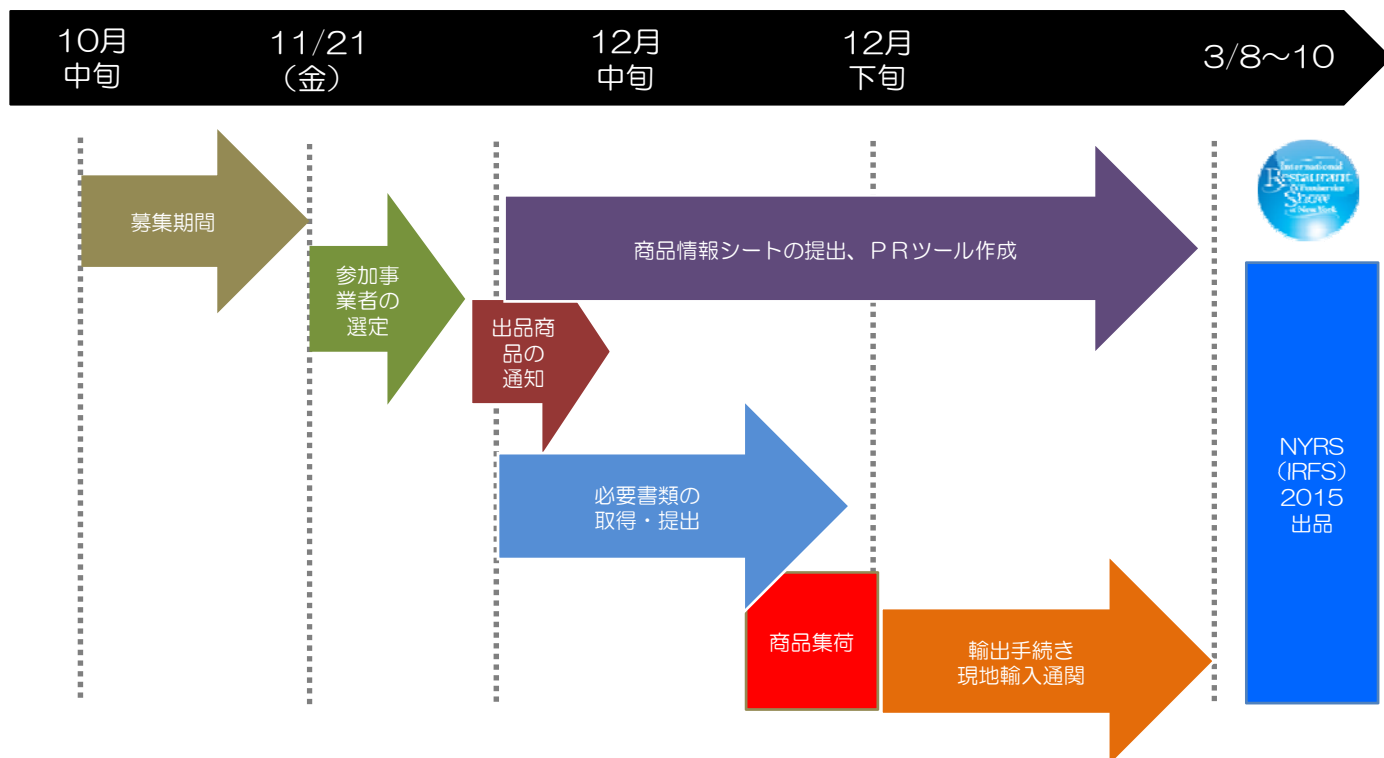 10月
中旬
11/21
（金）
12月
中旬
12月
下旬
3/8～10
International
Restaurant
& Foodservice
Show
of New York
募集期間
商品情報シートの提出、ＰＲツール作成
参加事
業者の
選定
出品商
品の
通知
必要書類の
取得・提出
商品集荷
輸出手続き
現地輸入通関
NYRS
（IRFS）
2015
出品